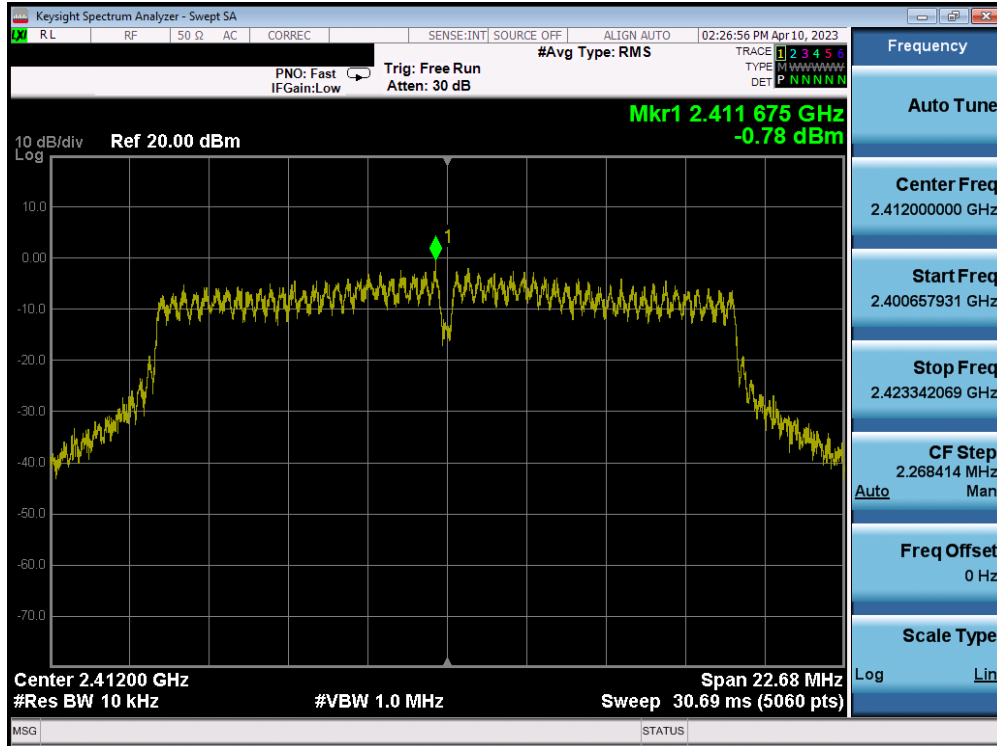 Keysight Spectrum Analyzer - Swept SA
LXI RL RF 50 Ω AC CORREC SENSE:INT SOURCE OFF ALIGN AUTO 02:26:56 PM Apr 10, 2023
#Avg Type: RMS TRACE 1 2 3 4 5 6
PNO: Fast Trig: Free Run TYPE M WWWWW
IFGain:Low Atten: 30 dB DET P N N N N N
Mkr1 2.411 675 GHz
-0.78 dBm
10 dB/div Ref 20.00 dBm
Log
10.0
1
0.00
-10.0
-20.0
-30.0
-40.0
-50.0
-60.0
-70.0
Center 2.41200 GHz Span 22.68 MHz
#Res BW 10 kHz #VBW 1.0 MHz Sweep 30.69 ms (5060 pts)
MSG STATUS
Frequency
Auto Tune
Center Freq
2.412000000 GHz
Start Freq
2.400657931 GHz
Stop Freq
2.423342069 GHz
CF Step
2.268414 MHz
Auto Man
Freq Offset
0 Hz
Scale Type
Log Lin